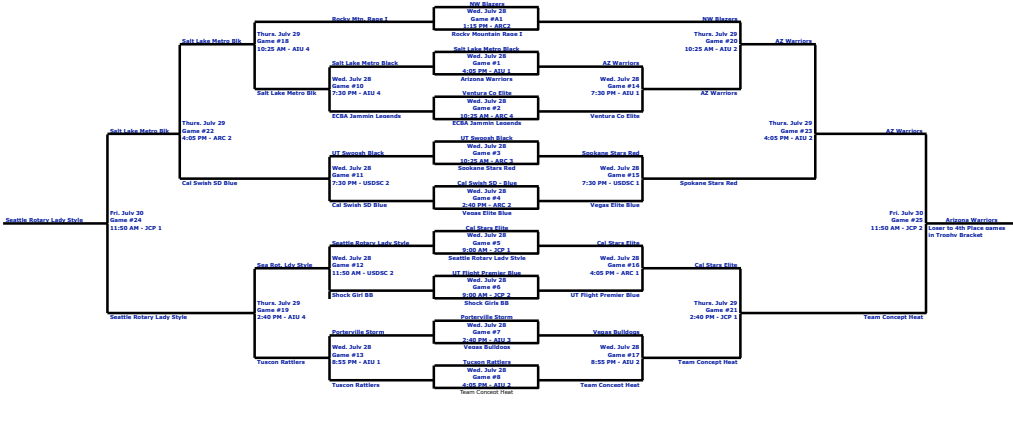 NW Blazers
Rocky Mtn. Rage I
Wed. July 28
Game #A1
1:15 PM - ARC2
NW Blazers
Rocky Mountain Rage I
Thurs. July 29
Game #18
10:25 AM - AIU 4
Thurs. July 29
Game #20
10:25 AM - AIU 2
Salt Lake Metro Blk
AZ Warriors
Salt Lake Metro Black
Wed. July 28
Game #1
4:05 PM - AIU 1
Arizona Warriors
Salt Lake Metro Black
AZ Warriors
Wed. July 28
Game #10
7:30 PM - AIU 4
Wed. July 28
Game #14
7:30 PM - AIU 1
Salt Lake Metro Blk
AZ Warriors
Ventura Co Elite
Wed. July 28
Game #2
10:25 AM - ARC 4
ECBA Jammin Legends
ECBA Jammin Legends
Ventura Co Elite
Thurs. July 29
Game #22
4:05 PM - ARC 2
Thurs. July 29
Game #23
4:05 PM - AIU 2
Salt Lake Metro Blk
AZ Warriors
UT Swoosh Black
Wed. July 28
Game #3
10:25 AM - ARC 3
Spokane Stars Red
UT Swoosh Black
Spokane Stars Red
Wed. July 28
Game #11
7:30 PM - USDSC 2
Wed. July 28
Game #15
7:30 PM - USDSC 1
Cal Swish SD Blue
Spokane Stars Red
Cal Swish SD - Blue
Wed. July 28
Game #4
2:40 PM - ARC 2
Vegas Elite Blue
Cal Swish SD Blue
Vegas Elite Blue
Seattle Rotary Lady Style
Fri. July 30
Game #24
11:50 AM - JCP 1
Fri. July 30
Game #25
11:50 AM - JCP 2
Arizona Warriors
Loser to 4th Place games
in Trophy Bracket
Cal Stars Elite
Wed. July 28
Game #5
9:00 AM - JCP 1
Seattle Rotary Lady Style
Seattle Rotary Lady Style
Cal Stars Elite
Wed. July 28
Game #12
11:50 AM - USDSC 2
Wed. July 28
Game #16
4:05 PM - ARC 1
Sea Rot. Ldy Style
Cal Stars Elite
UT Flight Premier Blue
Wed. July 28
Game #6
9:00 AM - JCP 2
Shock Girls BB
Shock Girl BB
UT Flight Premier Blue
Thurs. July 29
Game #19
2:40 PM - AIU 4
Thurs. July 29
Game #21
2:40 PM - JCP 1
Seattle Rotary Lady Style
Team Concept Heat
Porterville Storm
Wed. July 28
Game #7
2:40 PM - AIU 3
Vegas Bulldogs
Porterville Storm
Vegas Bulldogs
Wed. July 28
Game #13
8:55 PM - AIU 1
Wed. July 28
Game #17
8:55 PM - AIU 2
Tuscon Rattlers
Team Concept Heat
Tucson Rattlers
Wed. July 28
Game #8
4:05 PM - AIU 2
Team Concept Heat
Tuscon Rattlers
Team Concept Heat